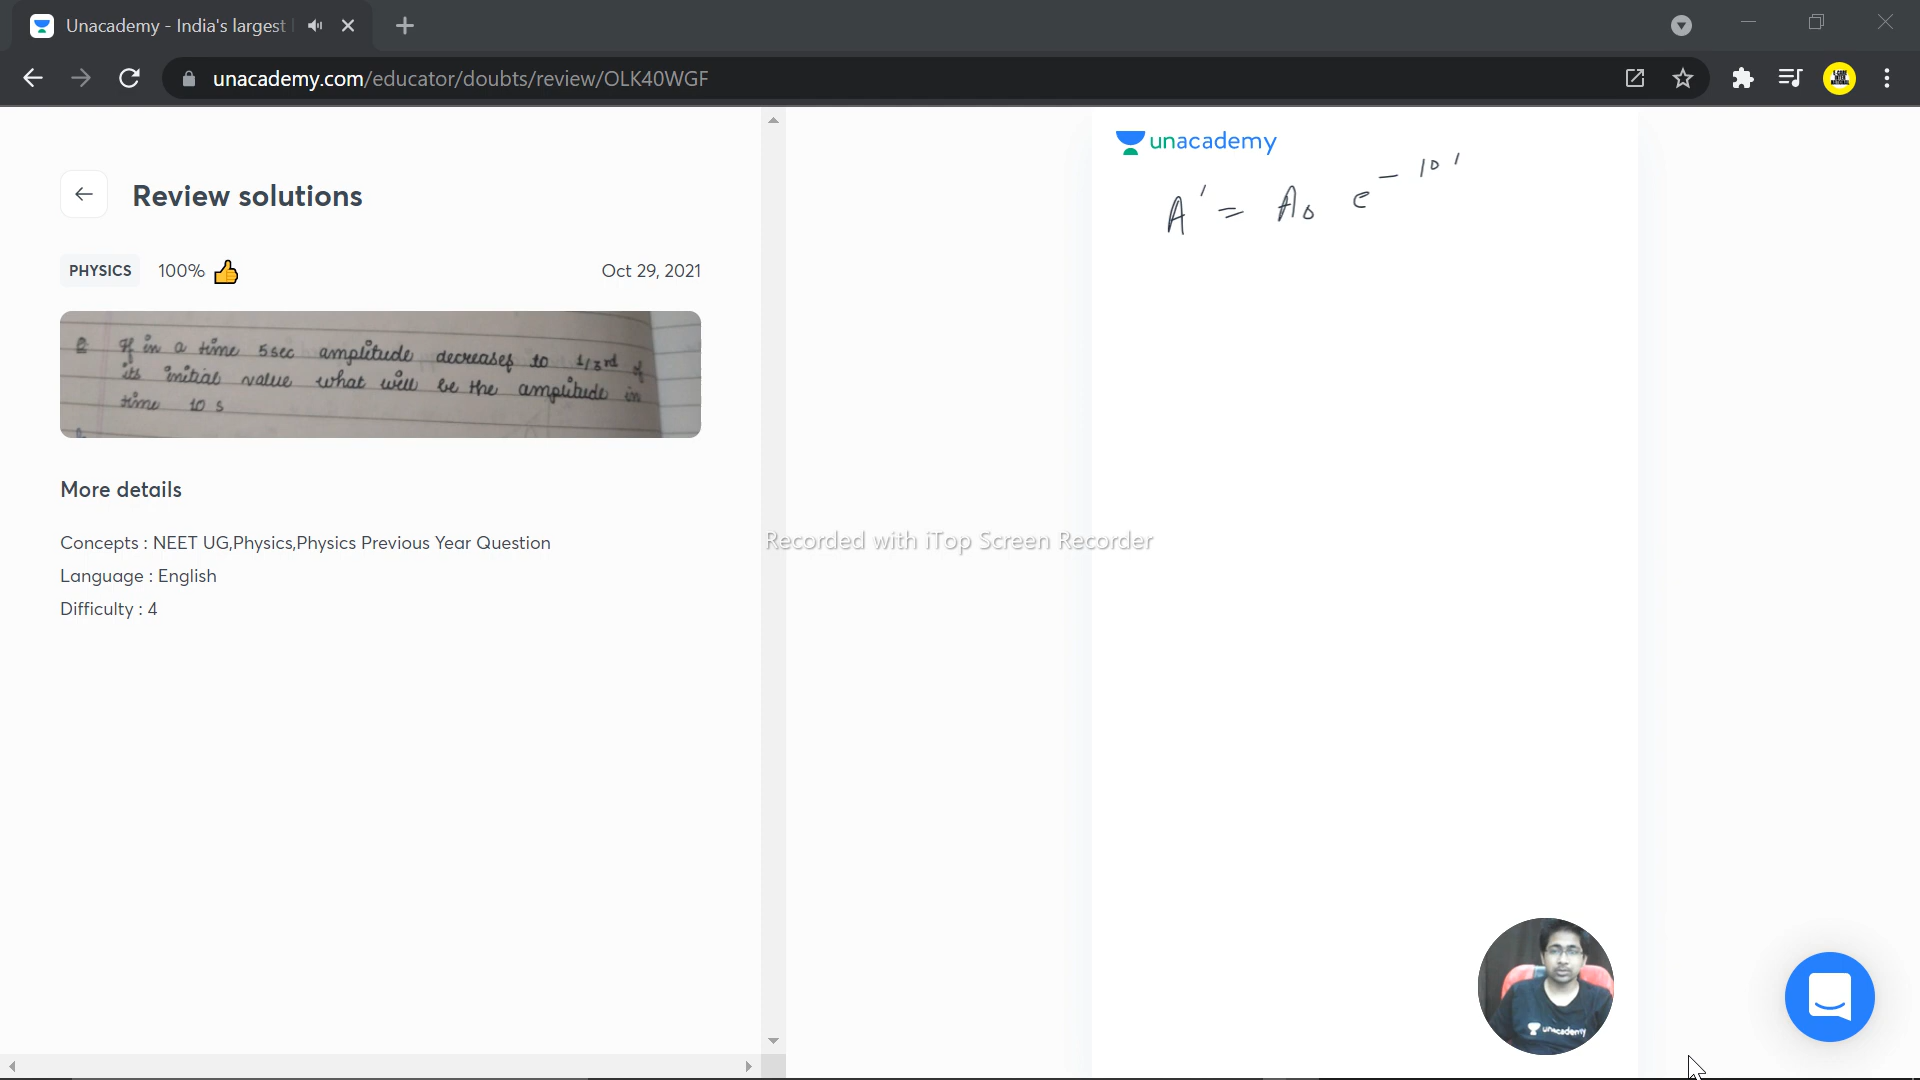 Unacademy - India's largest
unacademy.com/educator/doubts/review/OLK40WGF
Review solutions
PHYSICS 100% Oct 29, 2021
Q If in a time 5sec amplitude decreases to 1/3rd of
its initial value what will be the amplitude in
time 10 s
More details
Concepts : NEET UG,Physics,Physics Previous Year Question
Language : English
Difficulty : 4
unacademy
A' = A₀ e^-10
Recorded with iTop Screen Recorder
unacademy